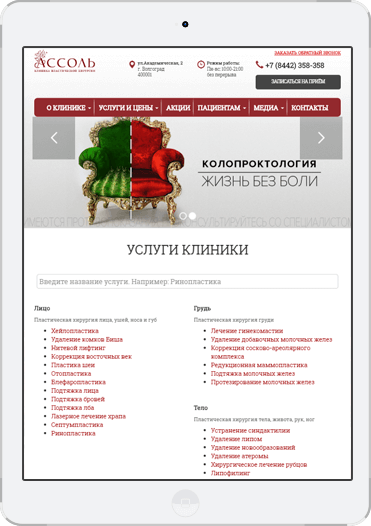 АССОЛЬ
КЛИНИКА ПЛАСТИЧЕСКОЙ ХИРУРГИИ
ул.Академическая, 2
г. Волгоград
400001
Режим работы:
Пн-вс: 10:00-21:00
без перерыва
ЗАКАЗАТЬ ОБРАТНЫЙ ЗВОНОК
+7 (8442) 358-358
ЗАПИСАТЬСЯ НА ПРИЁМ
О КЛИНИКЕ УСЛУГИ И ЦЕНЫ АКЦИИ ПАЦИЕНТАМ МЕДИА КОНТАКТЫ
КОЛОПРОКТОЛОГИЯ
ЖИЗНЬ БЕЗ БОЛИ
ИМЕЮТСЯ СО СПЕЦИАЛИСТОМ
УСЛУГИ КЛИНИКИ
Введите название услуги. Например: Ринопластика
Лицо
Пластическая хирургия лица, ушей, носа и губ
Хейлопластика
Удаление комков Биша
Нитевой лифтинг
Коррекция восточных век
Пластика шеи
Отопластика
Блефаропластика
Подтяжка лица
Подтяжка бровей
Подтяжка лба
Лазерное лечение храпа
Септумпластика
Ринопластика
Грудь
Пластическая хирургия груди
Лечение гинекомастии
Удаление добавочных молочных желез
Коррекция сосково-ареолярного
комплекса
Редукционная маммопластика
Подтяжка молочных желез
Протезирование молочных желез
Тело
Пластическая хирургия тела, живота, рук, ног
Устранение синдактилии
Удаление липом
Удаление новообразований
Удаление атеромы
Хирургическое лечение рубцов
Липофилинг